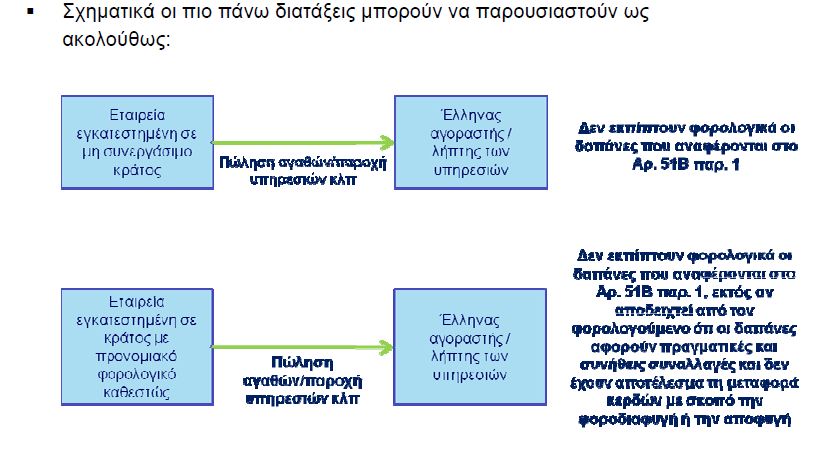 ▪ Σχηματικά οι πιο πάνω διατάξεις μπορούν να παρουσιαστούν ως
ακολούθως:
Εταιρεία
εγκατεστημένη σε
μη συνεργάσιμο
κράτος
Πώληση αγαθών/παροχή
υπηρεσιών κλπ
Έλληνας
αγοραστής /
λήπτης των
υπηρεσιών
Δεν εκπίπτουν φορολογικά οι
δαπάνες που αναφέρονται στο
Αρ. 51Β παρ. 1
Εταιρεία
εγκατεστημένη σε
κράτος με
προνομιακό
φορολογικό
καθεστώς
Πώληση
αγαθών/παροχή
υπηρεσιών κλπ
Έλληνας
αγοραστής /
λήπτης των
υπηρεσιών
Δεν εκπίπτουν φορολογικά οι
δαπάνες που αναφέρονται στο
Αρ. 51Β παρ. 1, εκτός αν
αποδειχτεί από τον
φορολογούμενο ότι οι δαπάνες
αφορούν πραγματικές και
συνήθεις συναλλαγές και δεν
έχουν αποτέλεσμα τη μεταφορά
κερδών με σκοπό την
φοροδιαφυγή ή την αποφυγή